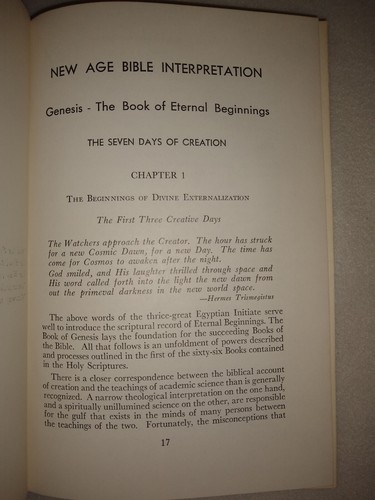 NEW AGE BIBLE INTERPRETATION
Genesis - The Book of Eternal Beginnings
THE SEVEN DAYS OF CREATION
CHAPTER 1
THE BEGINNINGS OF DIVINE EXTERNALIZATION
The First Three Creative Days
The Watchers approach the Creator. The hour has struck
for a new Cosmic Dawn, for a new Day. The time has
come for Cosmos to awaken after the night.
God smiled, and His laughter thrilled through space and
His word called forth into the light the new dawn from
out the primeval darkness in the new world space.
—Hermes Trismegistus
The above words of the thrice-great Egyptian Initiate serve
well to introduce the scriptural record of Eternal Beginnings. The
Book of Genesis lays the foundation for the succeeding Books of
the Bible. All that follows is an unfoldment of powers described
and processes outlined in the first of the sixty-six Books contained
in the Holy Scriptures.
There is a closer correspondence between the biblical account
of creation and the teachings of academic science than is generally
recognized. A narrow theological interpretation on the one hand,
and a spiritually unillumined science on the other, are responsible
for the gulf that exists in the minds of many persons between
the teachings of the two. Fortunately, the misconceptions that
17